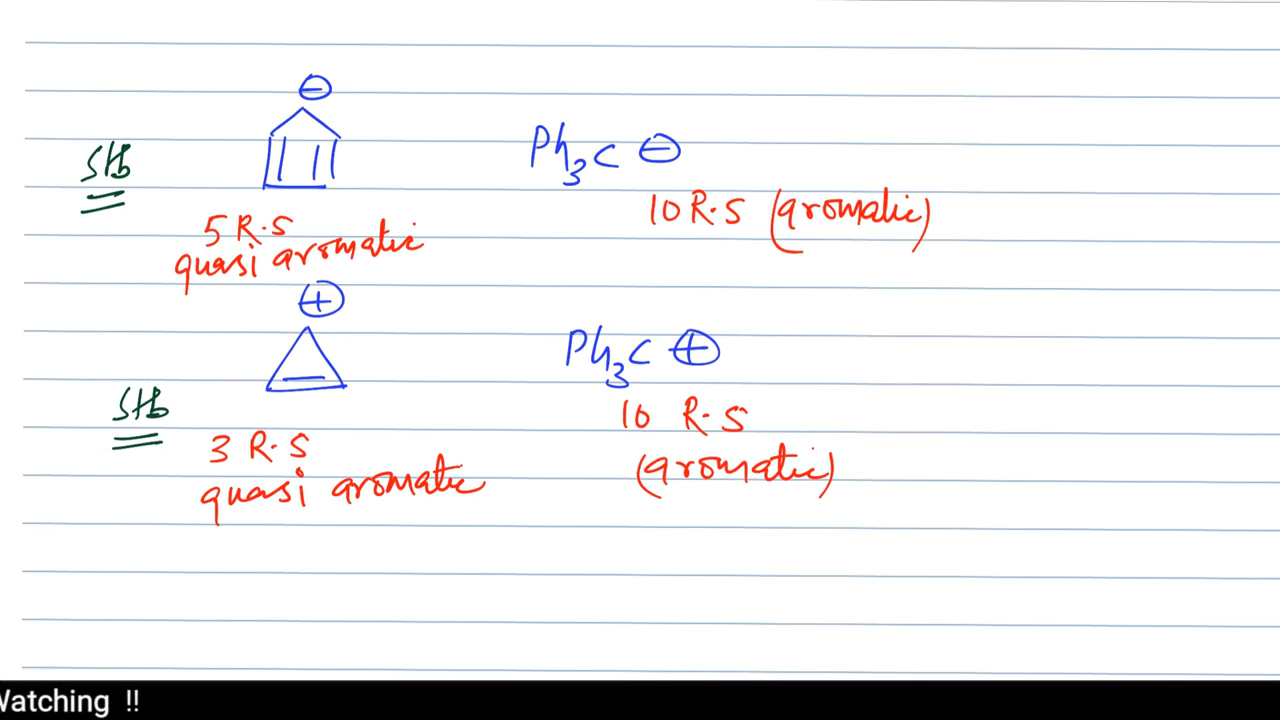 ⊖
Stb
Ph₃C ⊖
5 R.S
quasi aromatic
10 R.S (aromatic)
⊕
Ph₃C ⊕
Stb
3 R.S
quasi aromatic
10 R.S
(aromatic)
Watching !!